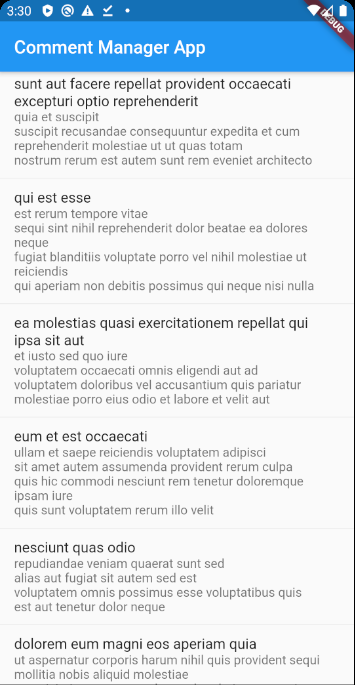 3:30
DEBUG
Comment Manager App
sunt aut facere repellat provident occaecati
excepturi optio reprehenderit
quia et suscipit
suscipit recusandae consequuntur expedita et cum
reprehenderit molestiae ut ut quas totam
nostrum rerum est autem sunt rem eveniet architecto
qui est esse
est rerum tempore vitae
sequi sint nihil reprehenderit dolor beatae ea dolores
neque
fugiat blanditiis voluptate porro vel nihil molestiae ut
reiciendis
qui aperiam non debitis possimus qui neque nisi nulla
ea molestias quasi exercitationem repellat qui
ipsa sit aut
et iusto sed quo iure
voluptatem occaecati omnis eligendi aut ad
voluptatem doloribus vel accusantium quis pariatur
molestiae porro eius odio et labore et velit aut
eum et est occaecati
ullam et saepe reiciendis voluptatem adipisci
sit amet autem assumenda provident rerum culpa
quis hic commodi nesciunt rem tenetur doloremque
ipsam iure
quis sunt voluptatem rerum illo velit
nesciunt quas odio
repudiandae veniam quaerat sunt sed
alias aut fugiat sit autem sed est
voluptatem omnis possimus esse voluptatibus quis
est aut tenetur dolor neque
dolorem eum magni eos aperiam quia
ut aspernatur corporis harum nihil quis provident sequi
mollitia nobis aliquid molestiae